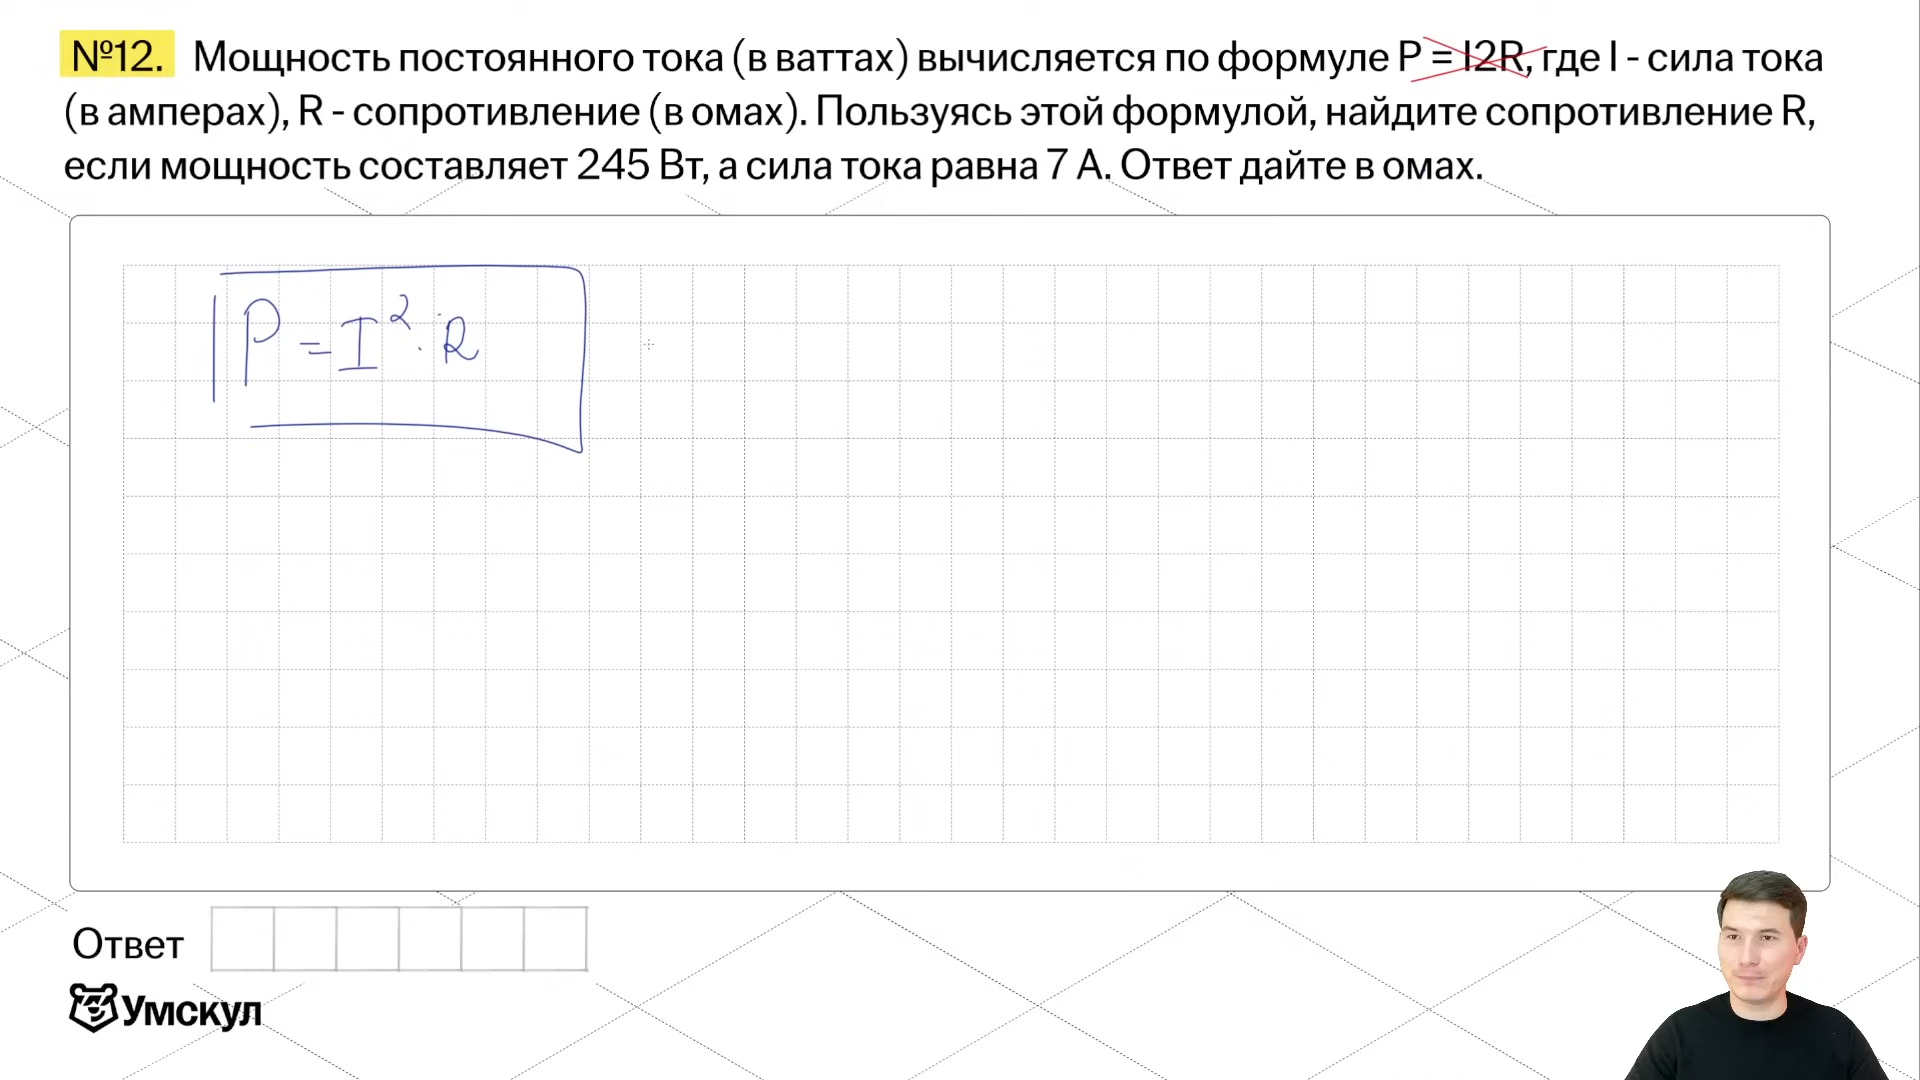 №12. Мощность постоянного тока (в ваттах) вычисляется по формуле P = I2R, где I - сила тока
(в амперах), R - сопротивление (в омах). Пользуясь этой формулой, найдите сопротивление R,
если мощность составляет 245 Вт, а сила тока равна 7 А. Ответ дайте в омах.
P = I² · R
Ответ
Умскул